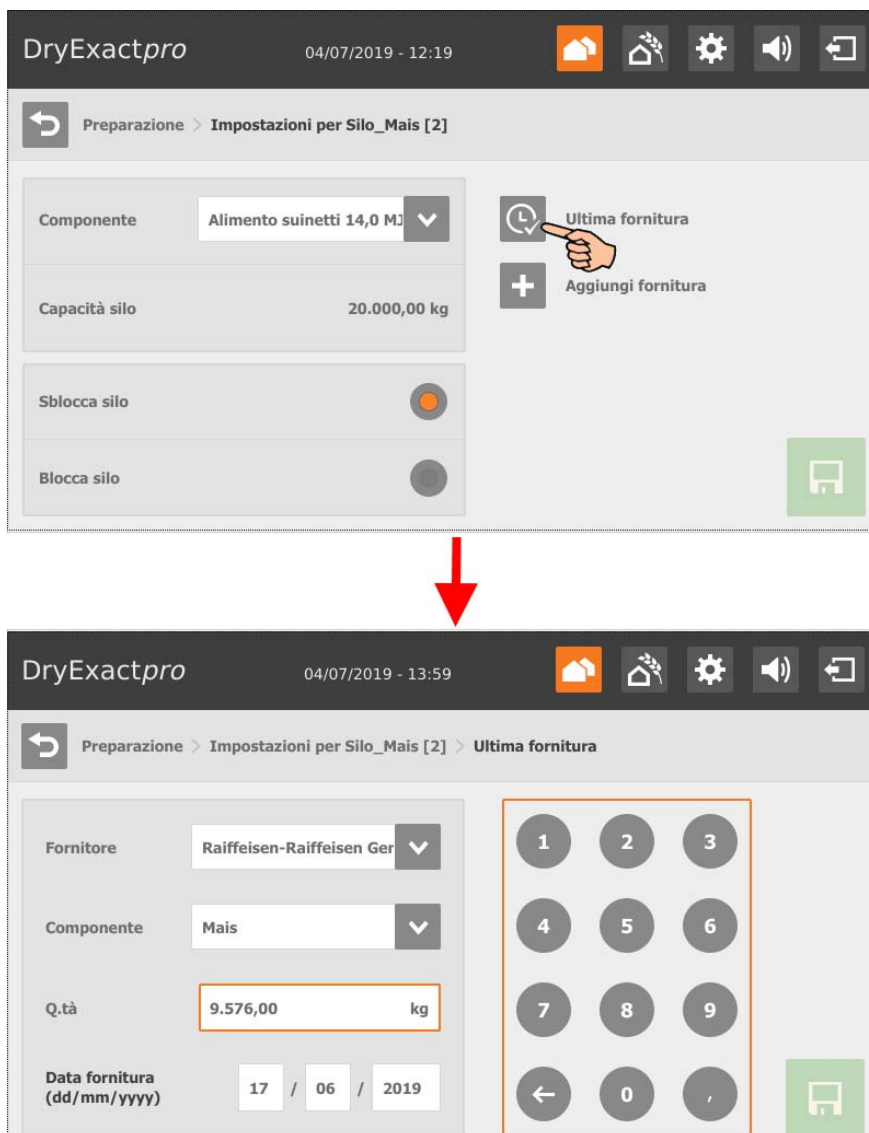 DryExactpro 04/07/2019 - 12:19
Preparazione > Impostazioni per Silo_Mais [2]
Componente Alimento suinetti 14,0 MJ
Ultima fornitura
Aggiungi fornitura
Capacità silo 20.000,00 kg
Sblocca silo
Blocca silo
DryExactpro 04/07/2019 - 13:59
Preparazione > Impostazioni per Silo_Mais [2] > Ultima fornitura
Fornitore Raiffeisen-Raiffeisen Ger
Componente Mais
Q.tà 9.576,00 kg
Data fornitura
(dd/mm/yyyy) 17 / 06 / 2019
1 2 3
4 5 6
7 8 9
0 ,